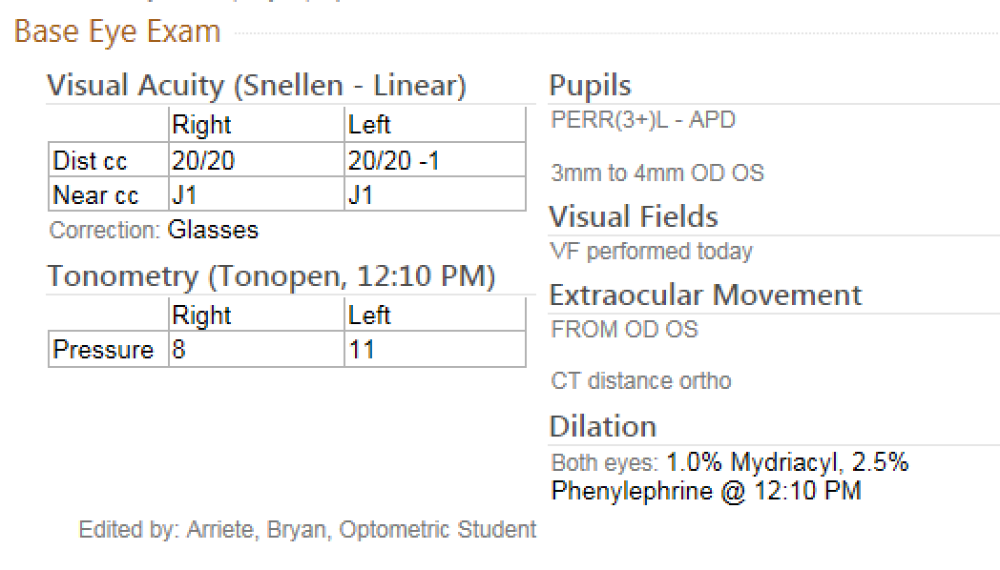 Base Eye Exam
Visual Acuity (Snellen - Linear)
Right Left
Dist cc 20/20 20/20 -1
Near cc J1 J1
Correction: Glasses
Tonometry (Tonopen, 12:10 PM)
Right Left
Pressure 8 11
Pupils
PERR(3+)L - APD
3mm to 4mm OD OS
Visual Fields
VF performed today
Extraocular Movement
FROM OD OS
CT distance ortho
Dilation
Both eyes: 1.0% Mydriacyl, 2.5%
Phenylephrine @ 12:10 PM
Edited by: Arriete, Bryan, Optometric Student